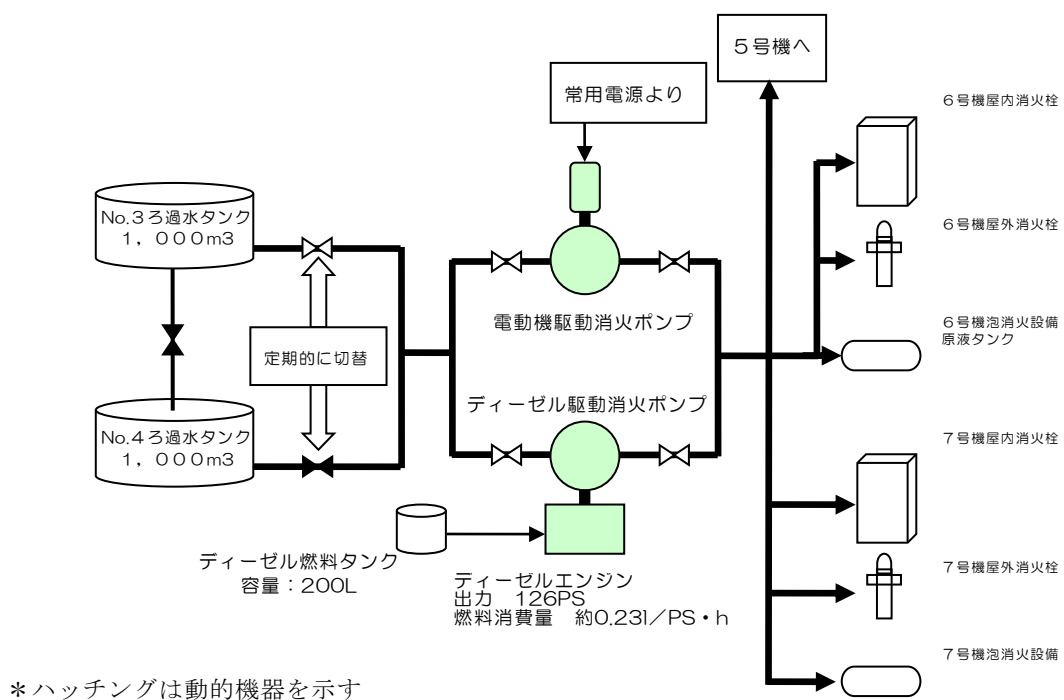 5号機へ
常用電源より
6号機屋内消火栓
No.3ろ過水タンク
1,000m3
6号機屋外消火栓
電動機駆動消火ポンプ
6号機泡消火設備
原液タンク
定期的に切替
ディーゼル駆動消火ポンプ
No.4ろ過水タンク
1,000m3
7号機屋内消火栓
ディーゼル燃料タンク
容量:200L
ディーゼルエンジン
出力 126PS
燃料消費量 約0.23l/PS・h
7号機屋外消火栓
7号機泡消火設備
*ハッチングは動的機器を示す